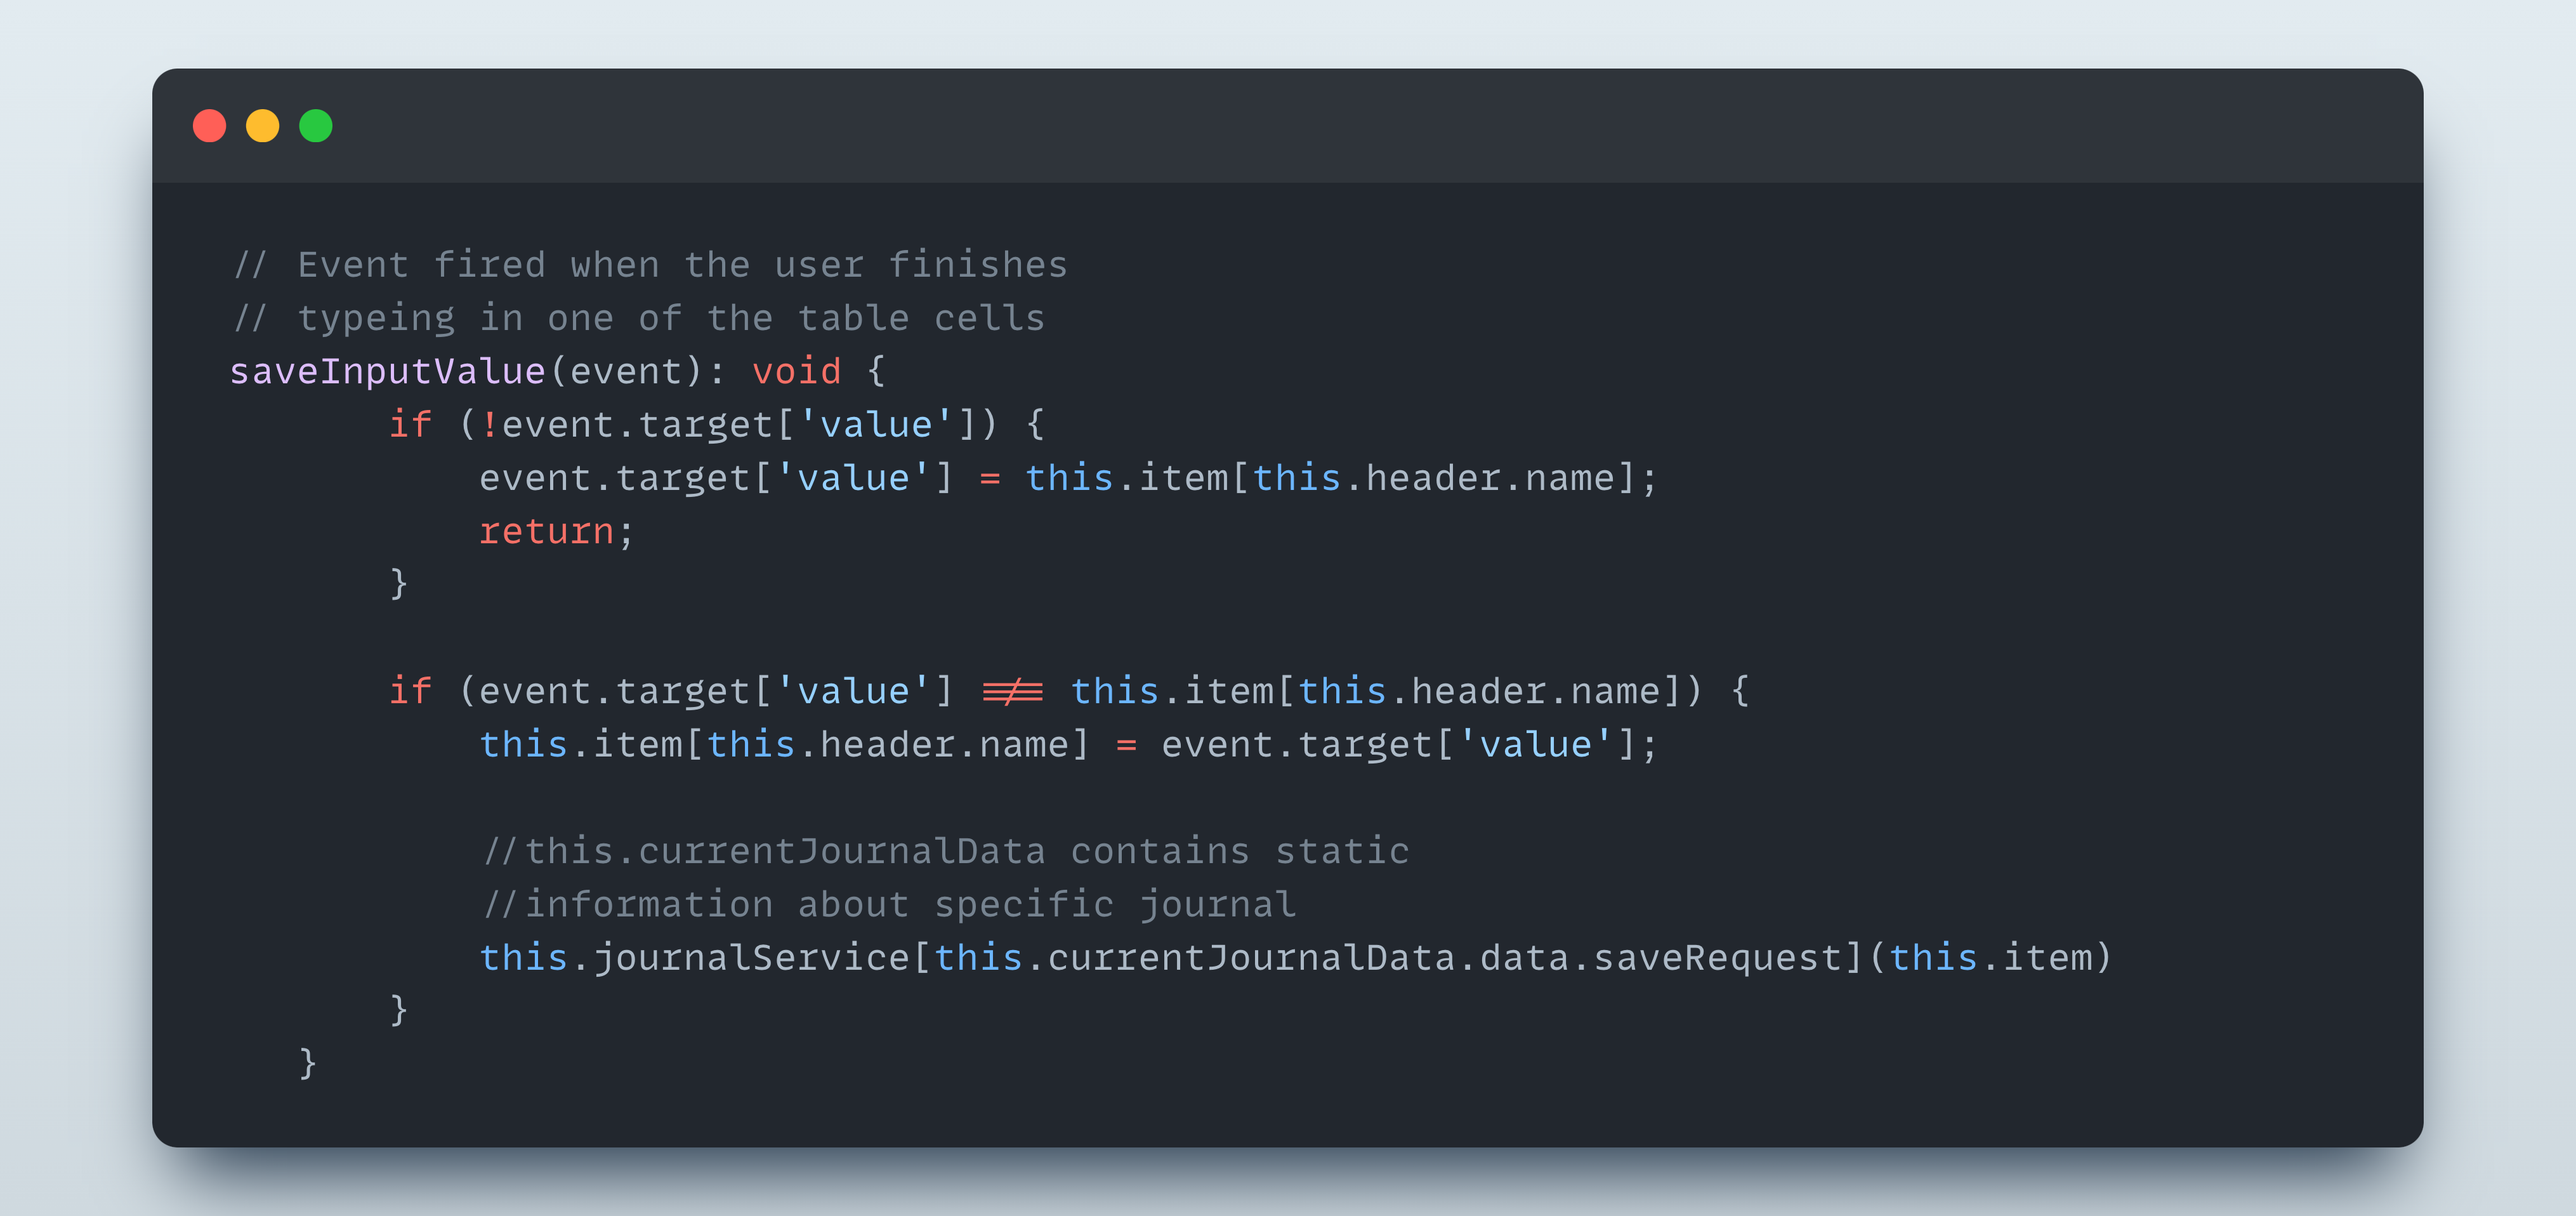 // Event fired when the user finishes
// typeing in one of the table cells
saveInputValue(event): void {
if (!event.target['value']) {
event.target['value'] = this.item[this.header.name];
return;
}
if (event.target['value'] !== this.item[this.header.name]) {
this.item[this.header.name] = event.target['value'];
//this.currentJournalData contains static
//information about specific journal
this.journalService[this.currentJournalData.data.saveRequest](this.item)
}
}